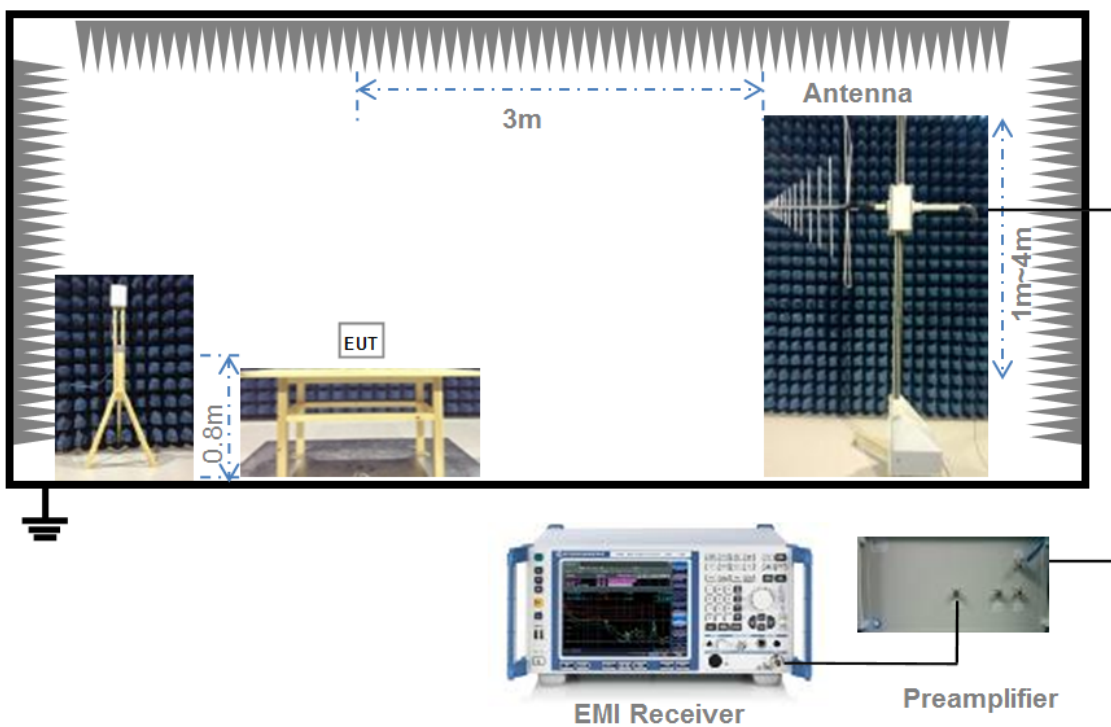 Antenna
3m
1m~4m
EUT
0.8m
EMI Receiver
Preamplifier